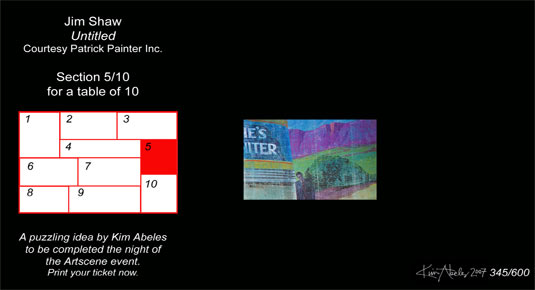 Jim Shaw
Untitled
Courtesy Patrick Painter Inc.
Section 5/10
for a table of 10
1
2
3
4
5
6
7
8
9
10
A puzzling idea by Kim Abeles
to be completed the night of
the Artscene event.
Print your ticket now.
E'S
ITER
Kim Abeles 2007 345/600